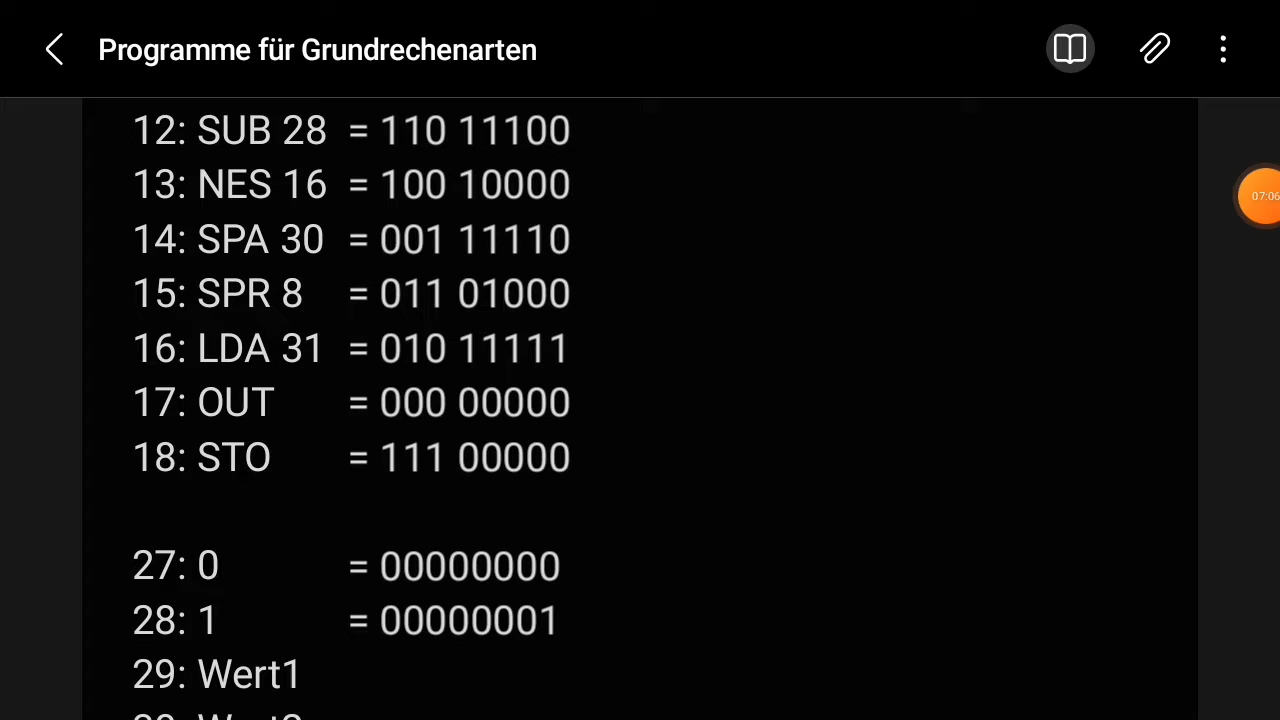 Programme für Grundrechenarten
12: SUB 28 = 110 11100
13: NES 16 = 100 10000
14: SPA 30 = 001 11110
15: SPR 8 = 011 01000
16: LDA 31 = 010 11111
17: OUT = 000 00000
18: STO = 111 00000
27: 0 = 00000000
28: 1 = 00000001
29: Wert1
07:06